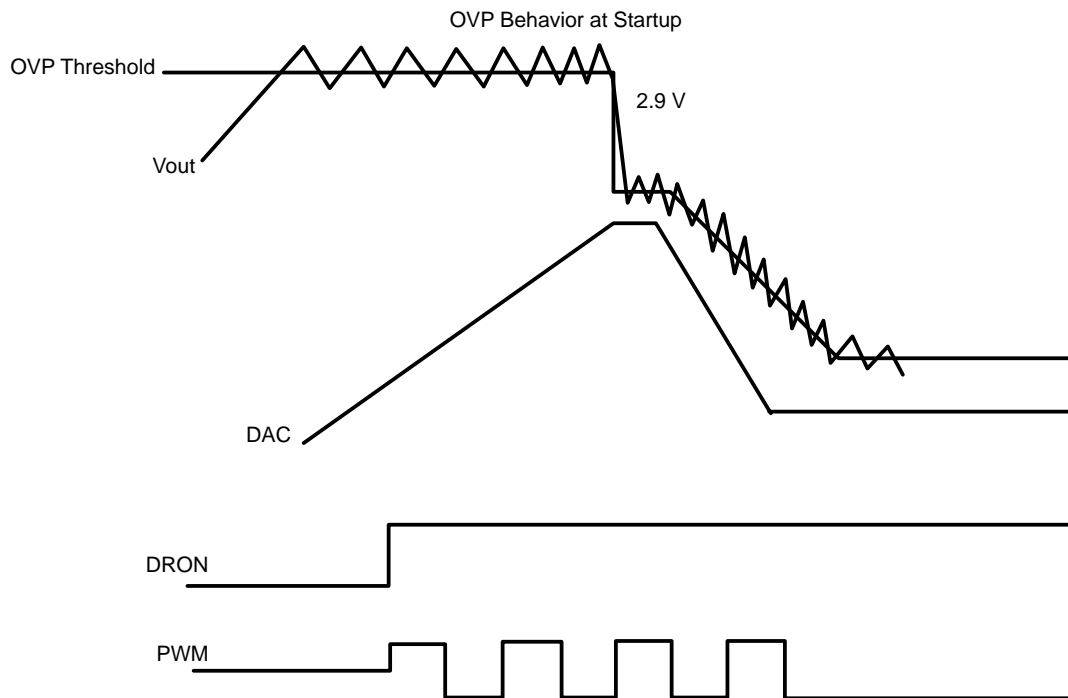 OVP Behavior at Startup
OVP Threshold
2.9 V
Vout
DAC
DRON
PWM